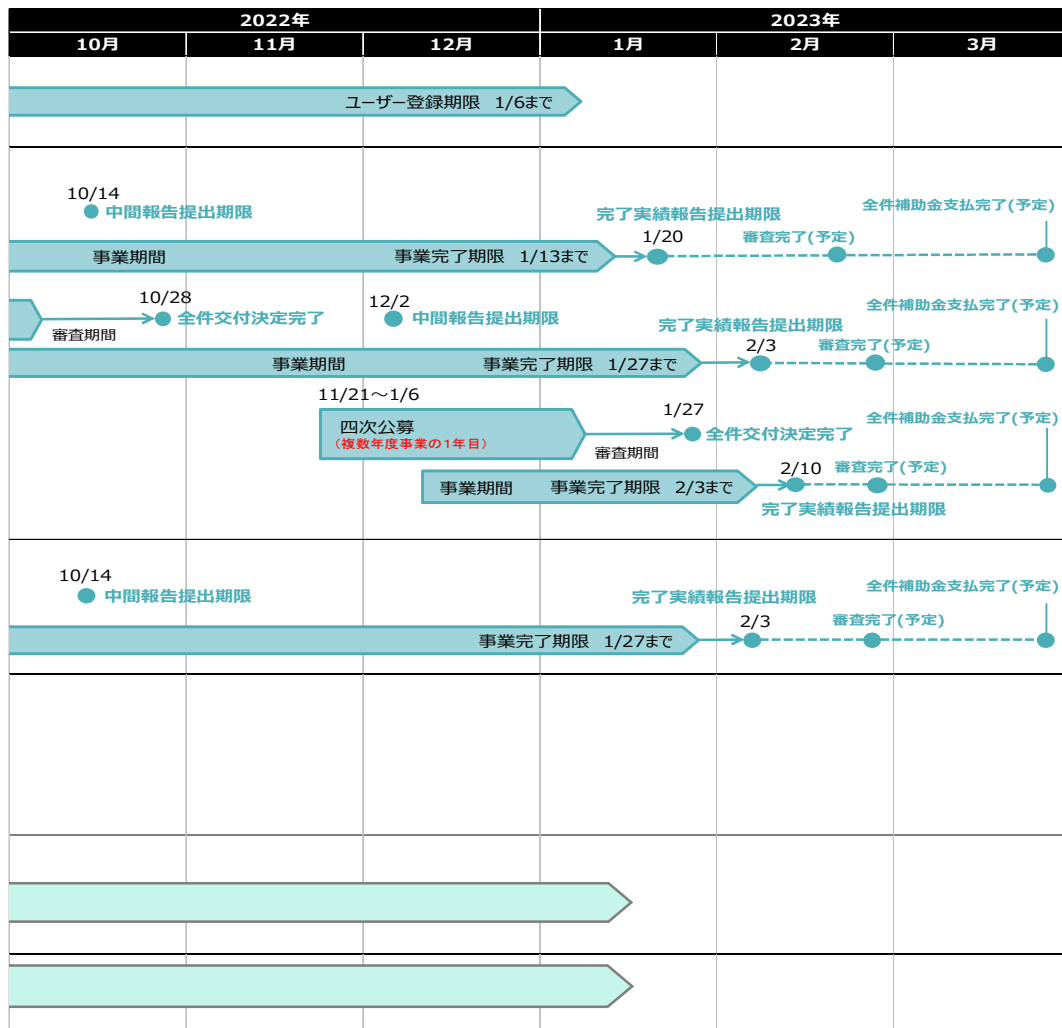 2022年
2023年
10月
11月
12月
1月
2月
3月
ユーザー登録期限 1/6まで
10/14
中間報告提出期限
完了実績報告提出期限
全件補助金支払完了(予定)
1/20
審査完了(予定)
事業期間
事業完了期限 1/13まで
10/28
全件交付決定完了
審査期間
12/2
中間報告提出期限
全件補助金支払完了(予定)
完了実績報告提出期限
2/3
審査完了(予定)
事業期間
事業完了期限 1/27まで
11/21～1/6
四次公募
(複数年度事業の1年目)
1/27
全件交付決定完了
審査期間
全件補助金支払完了(予定)
事業期間
事業完了期限 2/3まで
2/10
審査完了(予定)
完了実績報告提出期限
10/14
中間報告提出期限
完了実績報告提出期限
全件補助金支払完了(予定)
2/3
審査完了(予定)
事業完了期限 1/27まで